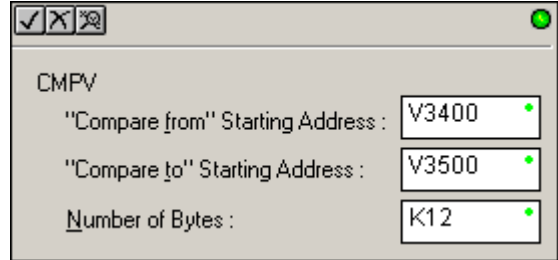 CMPV
"Compare from" Starting Address : V3400
"Compare to" Starting Address : V3500
Number of Bytes : K12